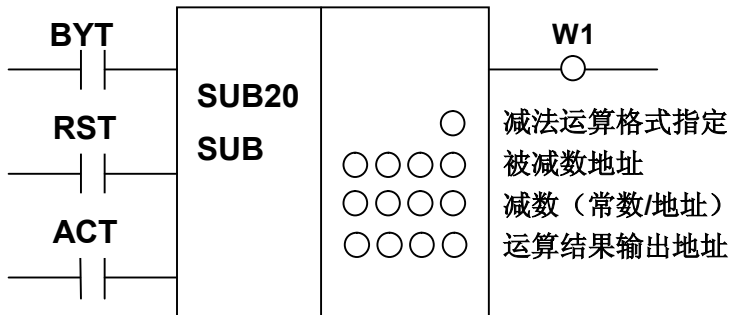 BYT
W1
SUB20
SUB
减法运算格式指定
RST
被减数地址
减数（常数/地址）
ACT
运算结果输出地址